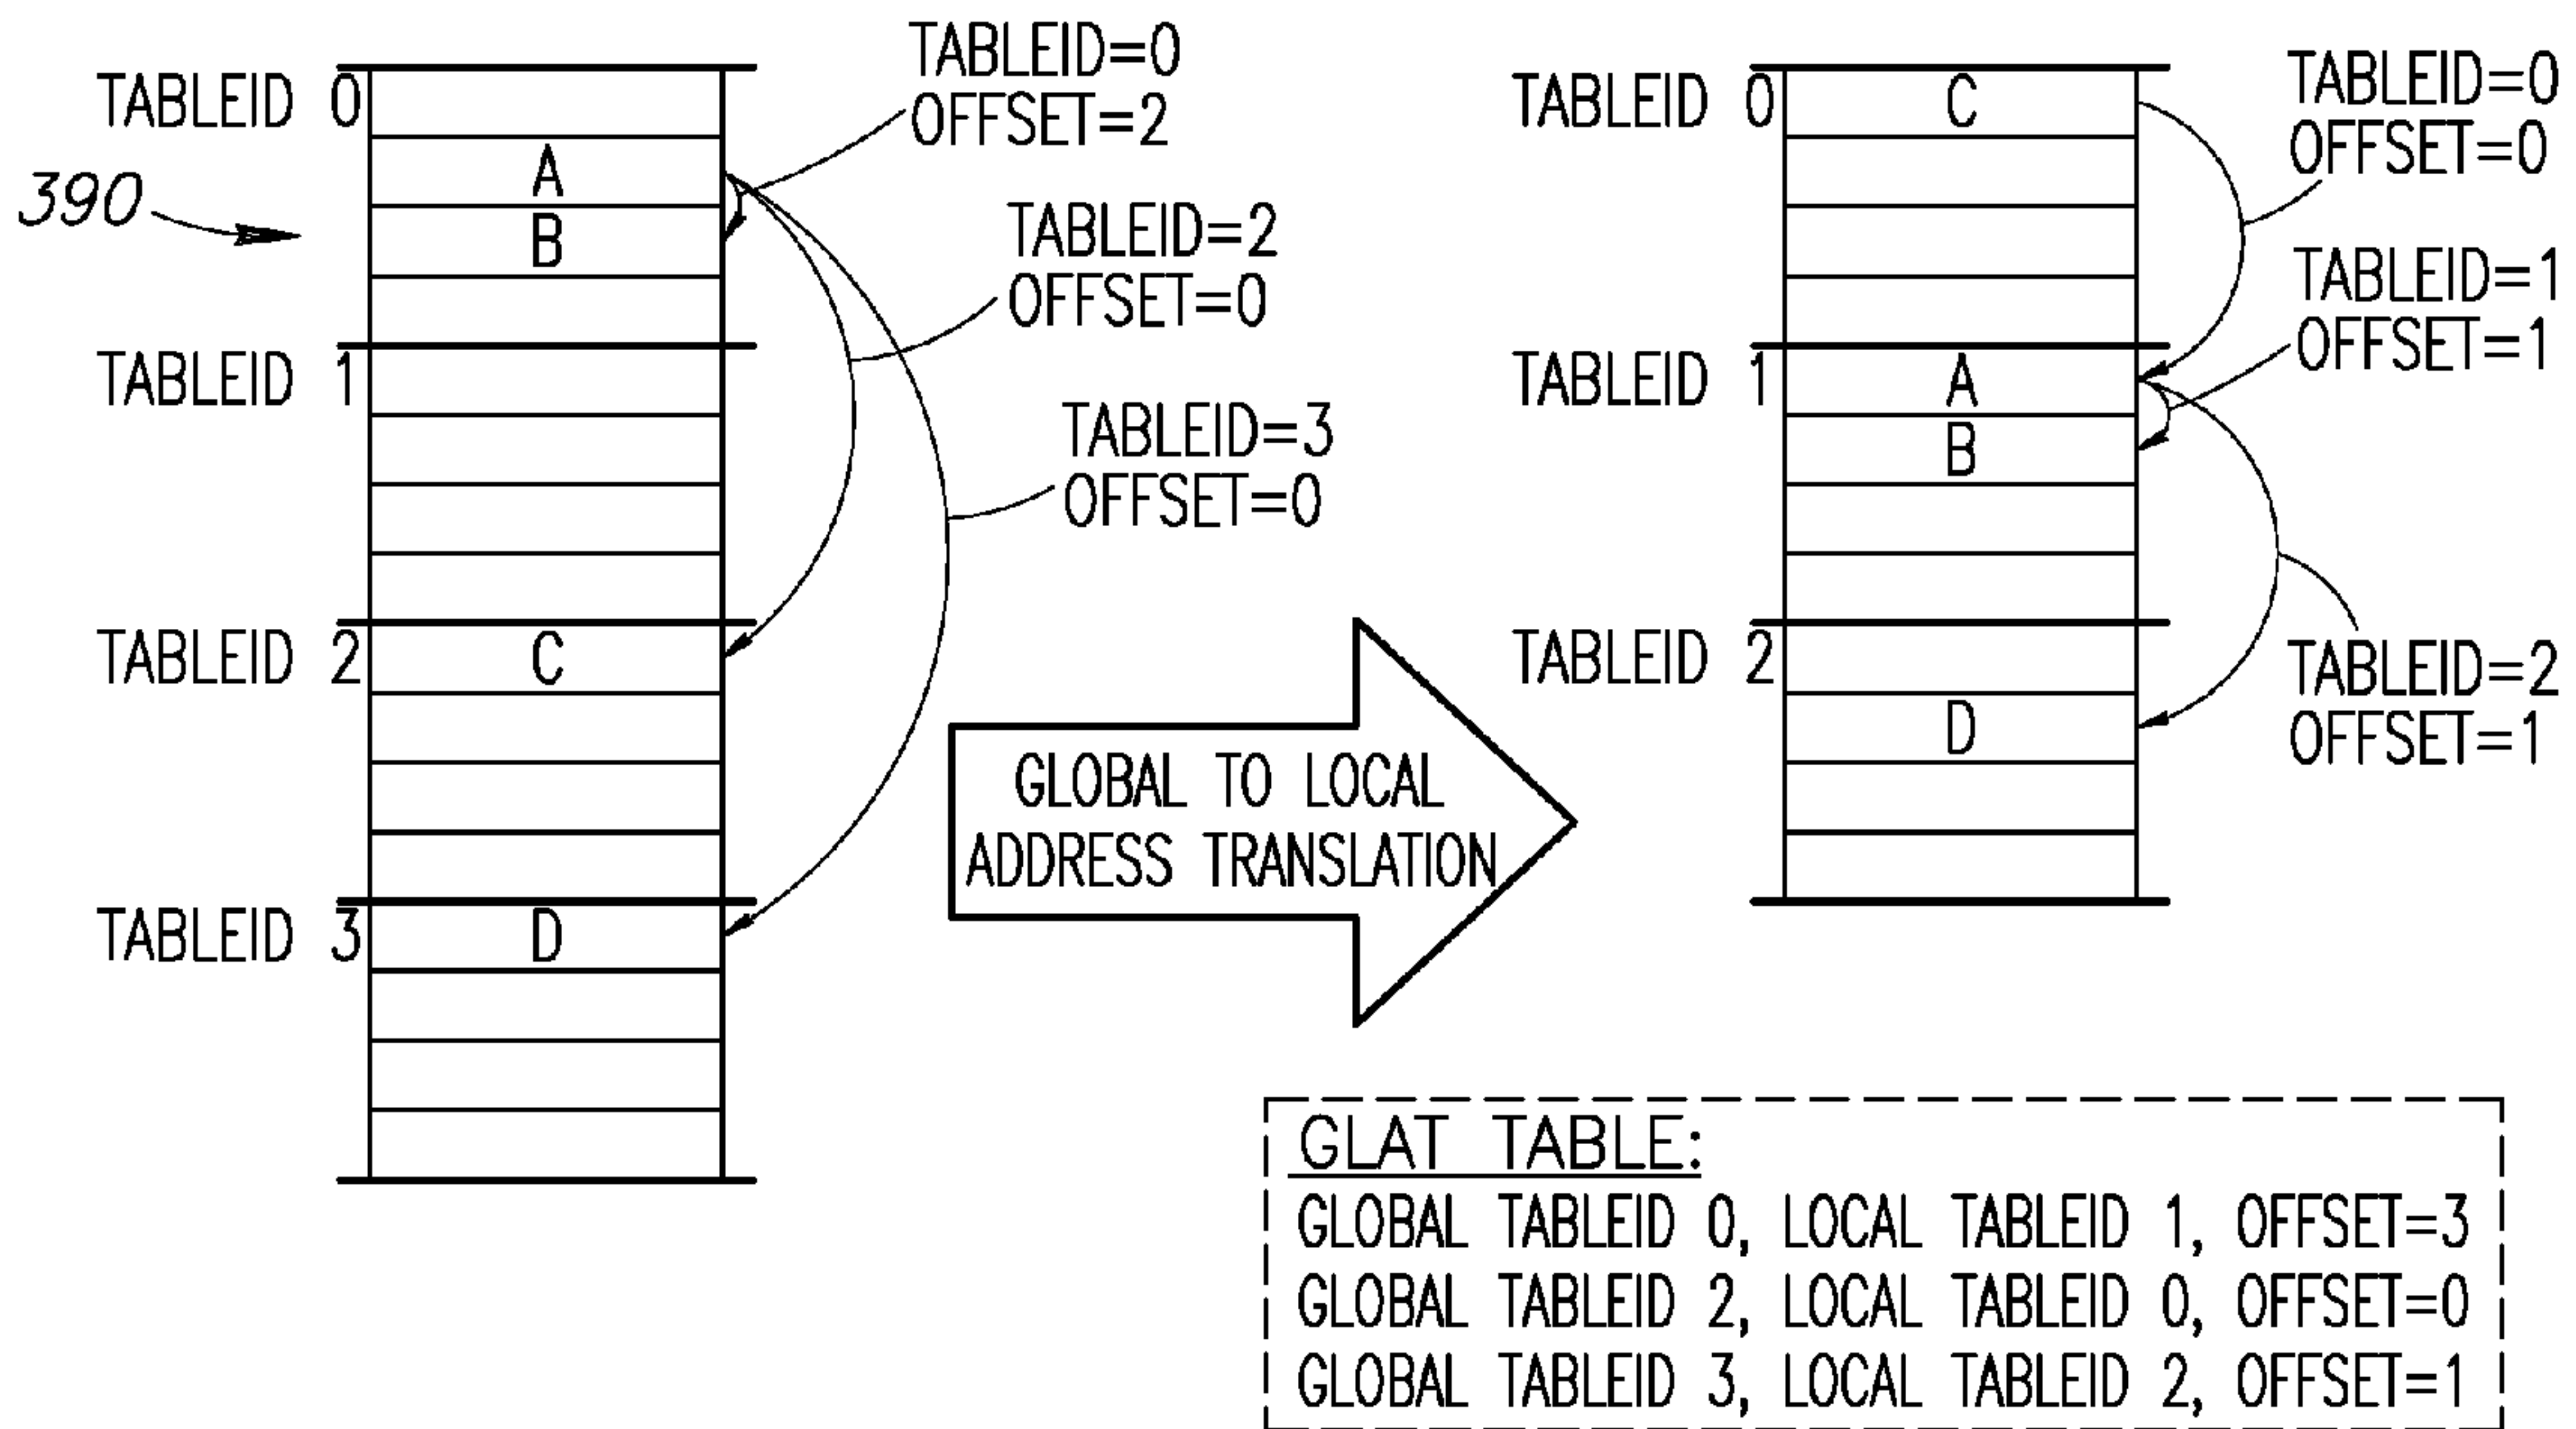 TABLEID 0
390
A
B
TABLEID 1
TABLEID 2
C
TABLEID 3
D
TABLEID=0
OFFSET=2
TABLEID=2
OFFSET=0
TABLEID=3
OFFSET=0
GLOBAL TO LOCAL
ADDRESS TRANSLATION
TABLEID 0
C
TABLEID 1
A
B
TABLEID 2
D
TABLEID=0
OFFSET=0
TABLEID=1
OFFSET=1
TABLEID=2
OFFSET=1
GLAT TABLE:
GLOBAL TABLEID 0, LOCAL TABLEID 1, OFFSET=3
GLOBAL TABLEID 2, LOCAL TABLEID 0, OFFSET=0
GLOBAL TABLEID 3, LOCAL TABLEID 2, OFFSET=1